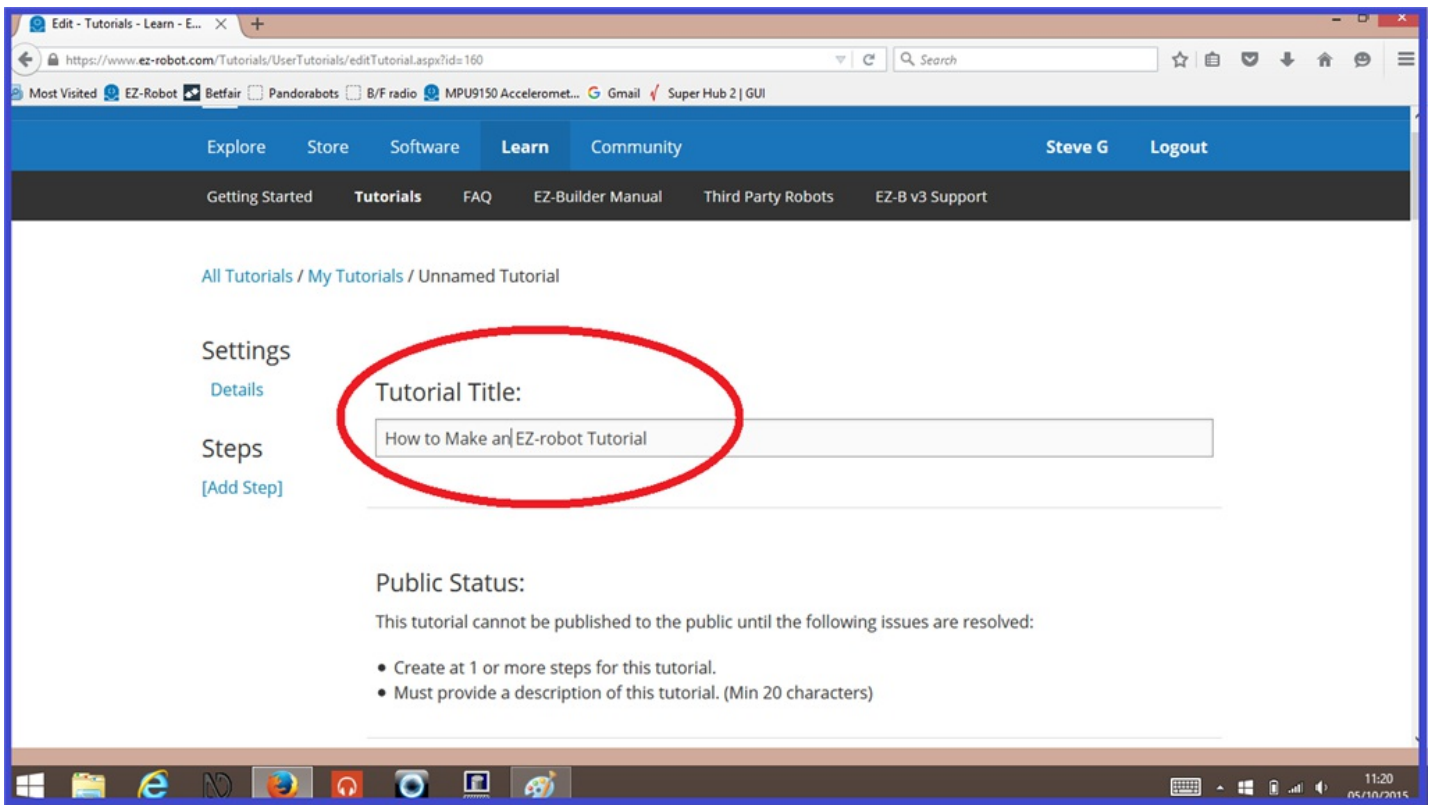 Edit - Tutorials - Learn - E...
https://www.ez-robot.com/Tutorials/UserTutorials/editTutorial.aspx?id=160
Search
Most Visited EZ-Robot Betfair Pandorabots B/F radio MPU9150 Acceleromet... Gmail Super Hub 2 | GUI
Explore Store Software Learn Community Steve G Logout
Getting Started Tutorials FAQ EZ-Builder Manual Third Party Robots EZ-B v3 Support
All Tutorials / My Tutorials / Unnamed Tutorial
Settings
Details
Steps
[Add Step]
Tutorial Title:
How to Make an EZ-robot Tutorial
Public Status:
This tutorial cannot be published to the public until the following issues are resolved:
• Create at 1 or more steps for this tutorial.
• Must provide a description of this tutorial. (Min 20 characters)
11:20
05/10/2015